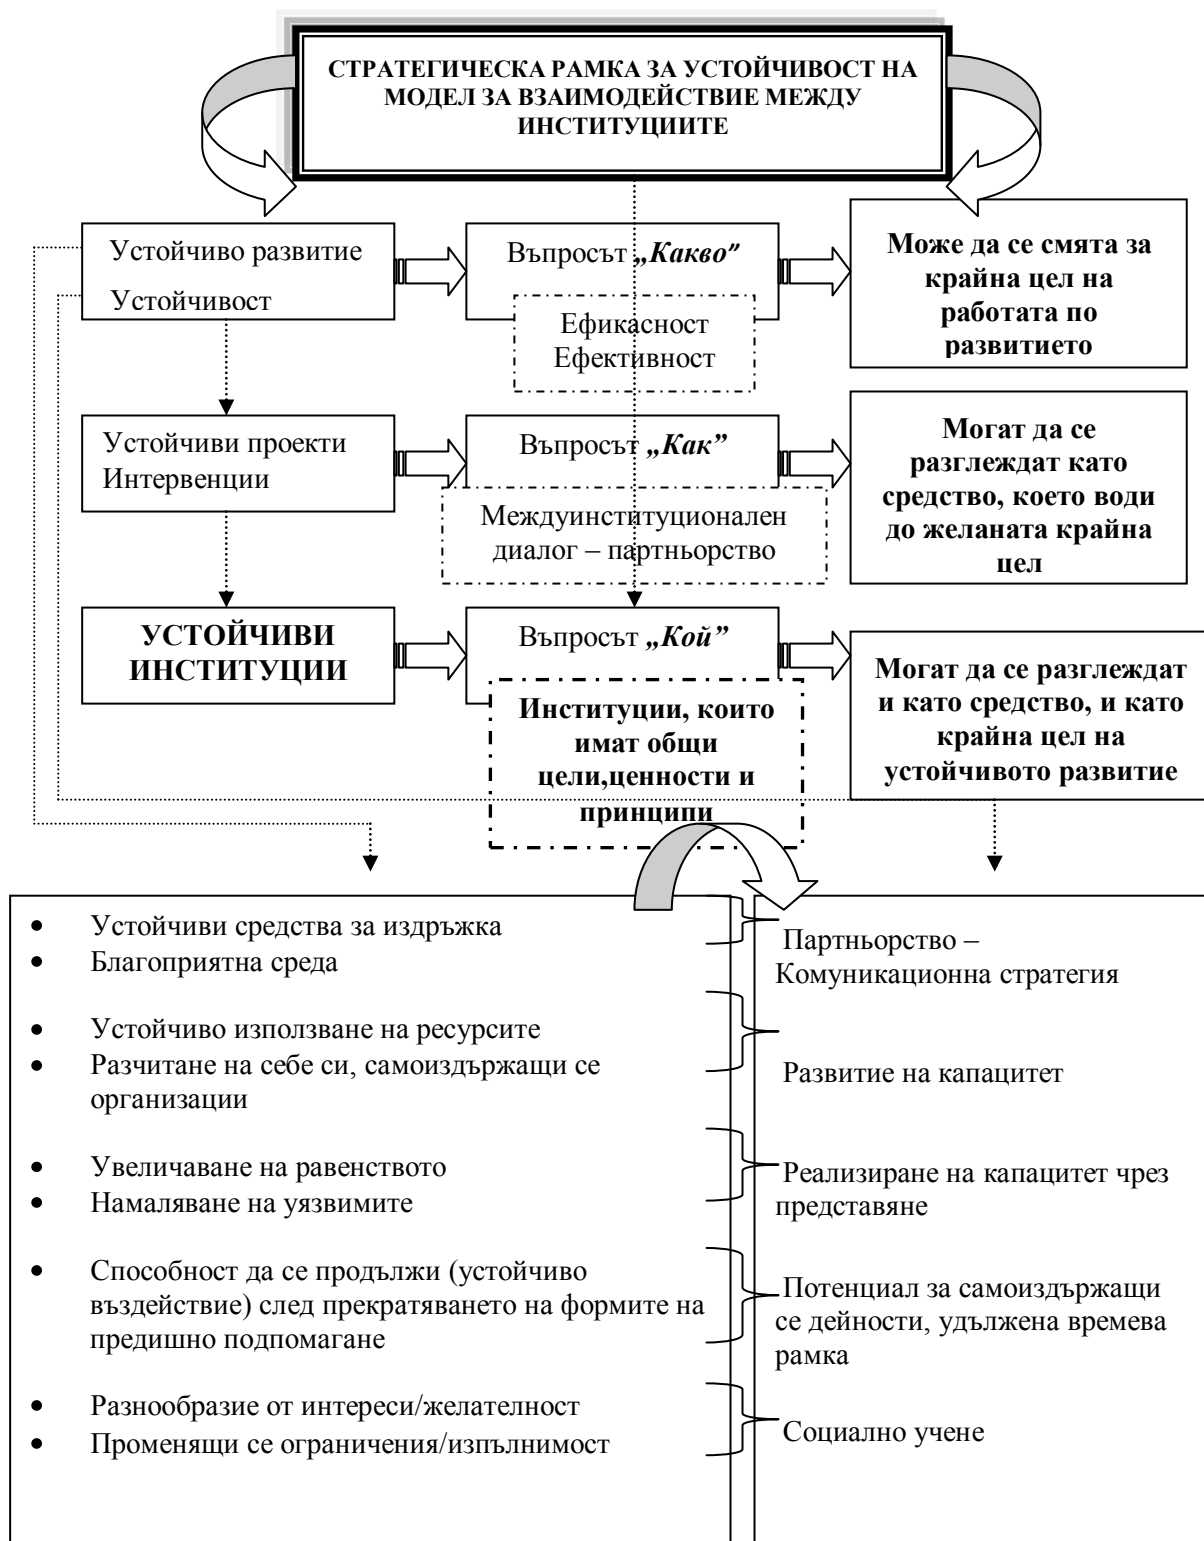 СТРАТЕГИЧЕСКА РАМКА ЗА УСТОЙЧИВОСТ НА
МОДЕЛ ЗА ВЗАИМОДЕЙСТВИЕ МЕЖДУ
ИНСТИТУЦИИТЕ
Устойчиво развитие
Устойчивост
Въпросът „Какво”
Ефикасност
Ефективност
Може да се смята за
крайна цел на
работата по
развитието
Устойчиви проекти
Интервенции
Въпросът „Как”
Междуинституционален
диалог – партньорство
Могат да се
разглеждат като
средство, което води
до желаната крайна
цел
УСТОЙЧИВИ
ИНСТИТУЦИИ
Въпросът „Кой”
Институции, които
имат общи
цели,ценности и
принципи
Могат да се разглеждат
и като средство, и като
крайна цел на
устойчивото развитие
• Устойчиви средства за издръжка
• Благоприятна среда
• Устойчиво използване на ресурсите
• Разчитане на себе си, самоиздържащи се
организации
• Увеличаване на равенството
• Намаляване на уязвимите
• Способност да се продължи (устойчиво
въздействие) след прекратяването на формите на
предишно подпомагане
• Разнообразие от интереси/желателност
• Променящи се ограничения/изпълнимост
Партньорство –
Комуникационна стратегия
Развитие на капацитет
Реализиране на капацитет чрез
представяне
Потенциал за самоиздържащи
се дейности, удължена времева
рамка
Социално учене